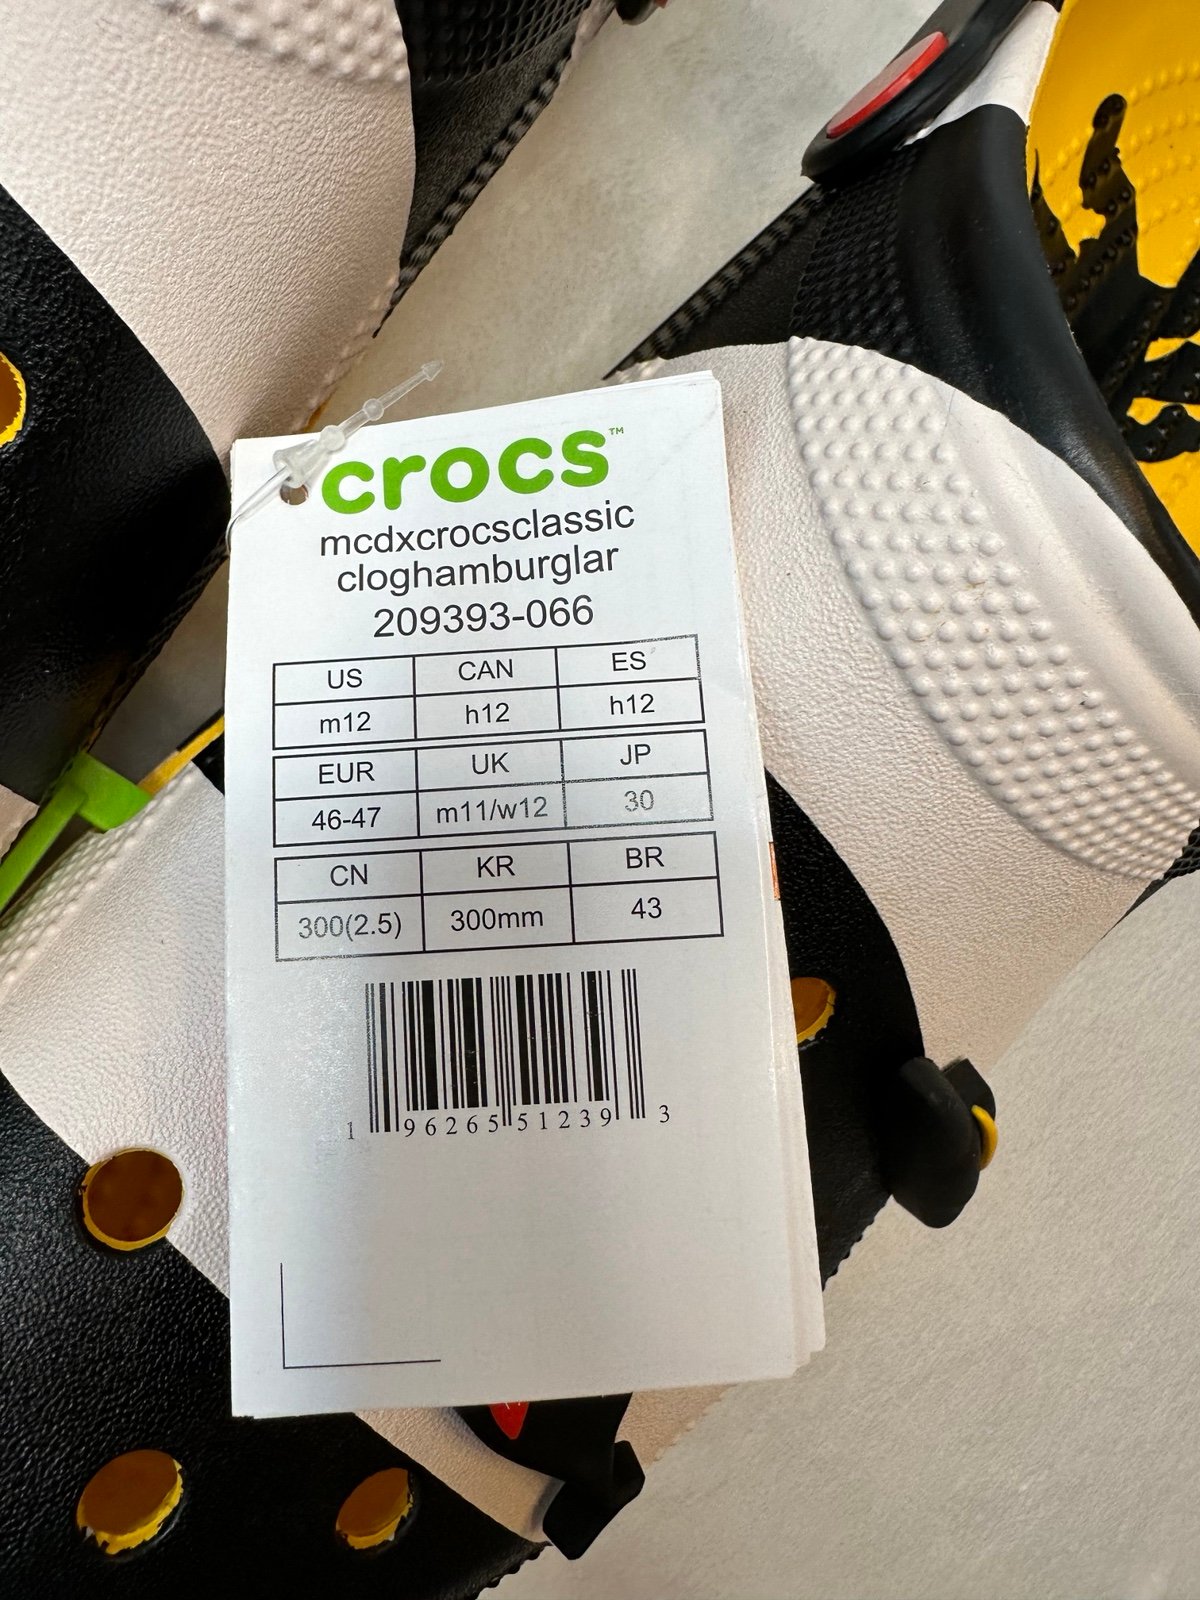 crocs™
mcdxcrocsclassic
cloghamburglar
209393-066
US CAN ES
m12 h12 h12
EUR UK JP
46-47 m11/w12 30
CN KR BR
300(2.5) 300mm 43
1 96265 51239 3